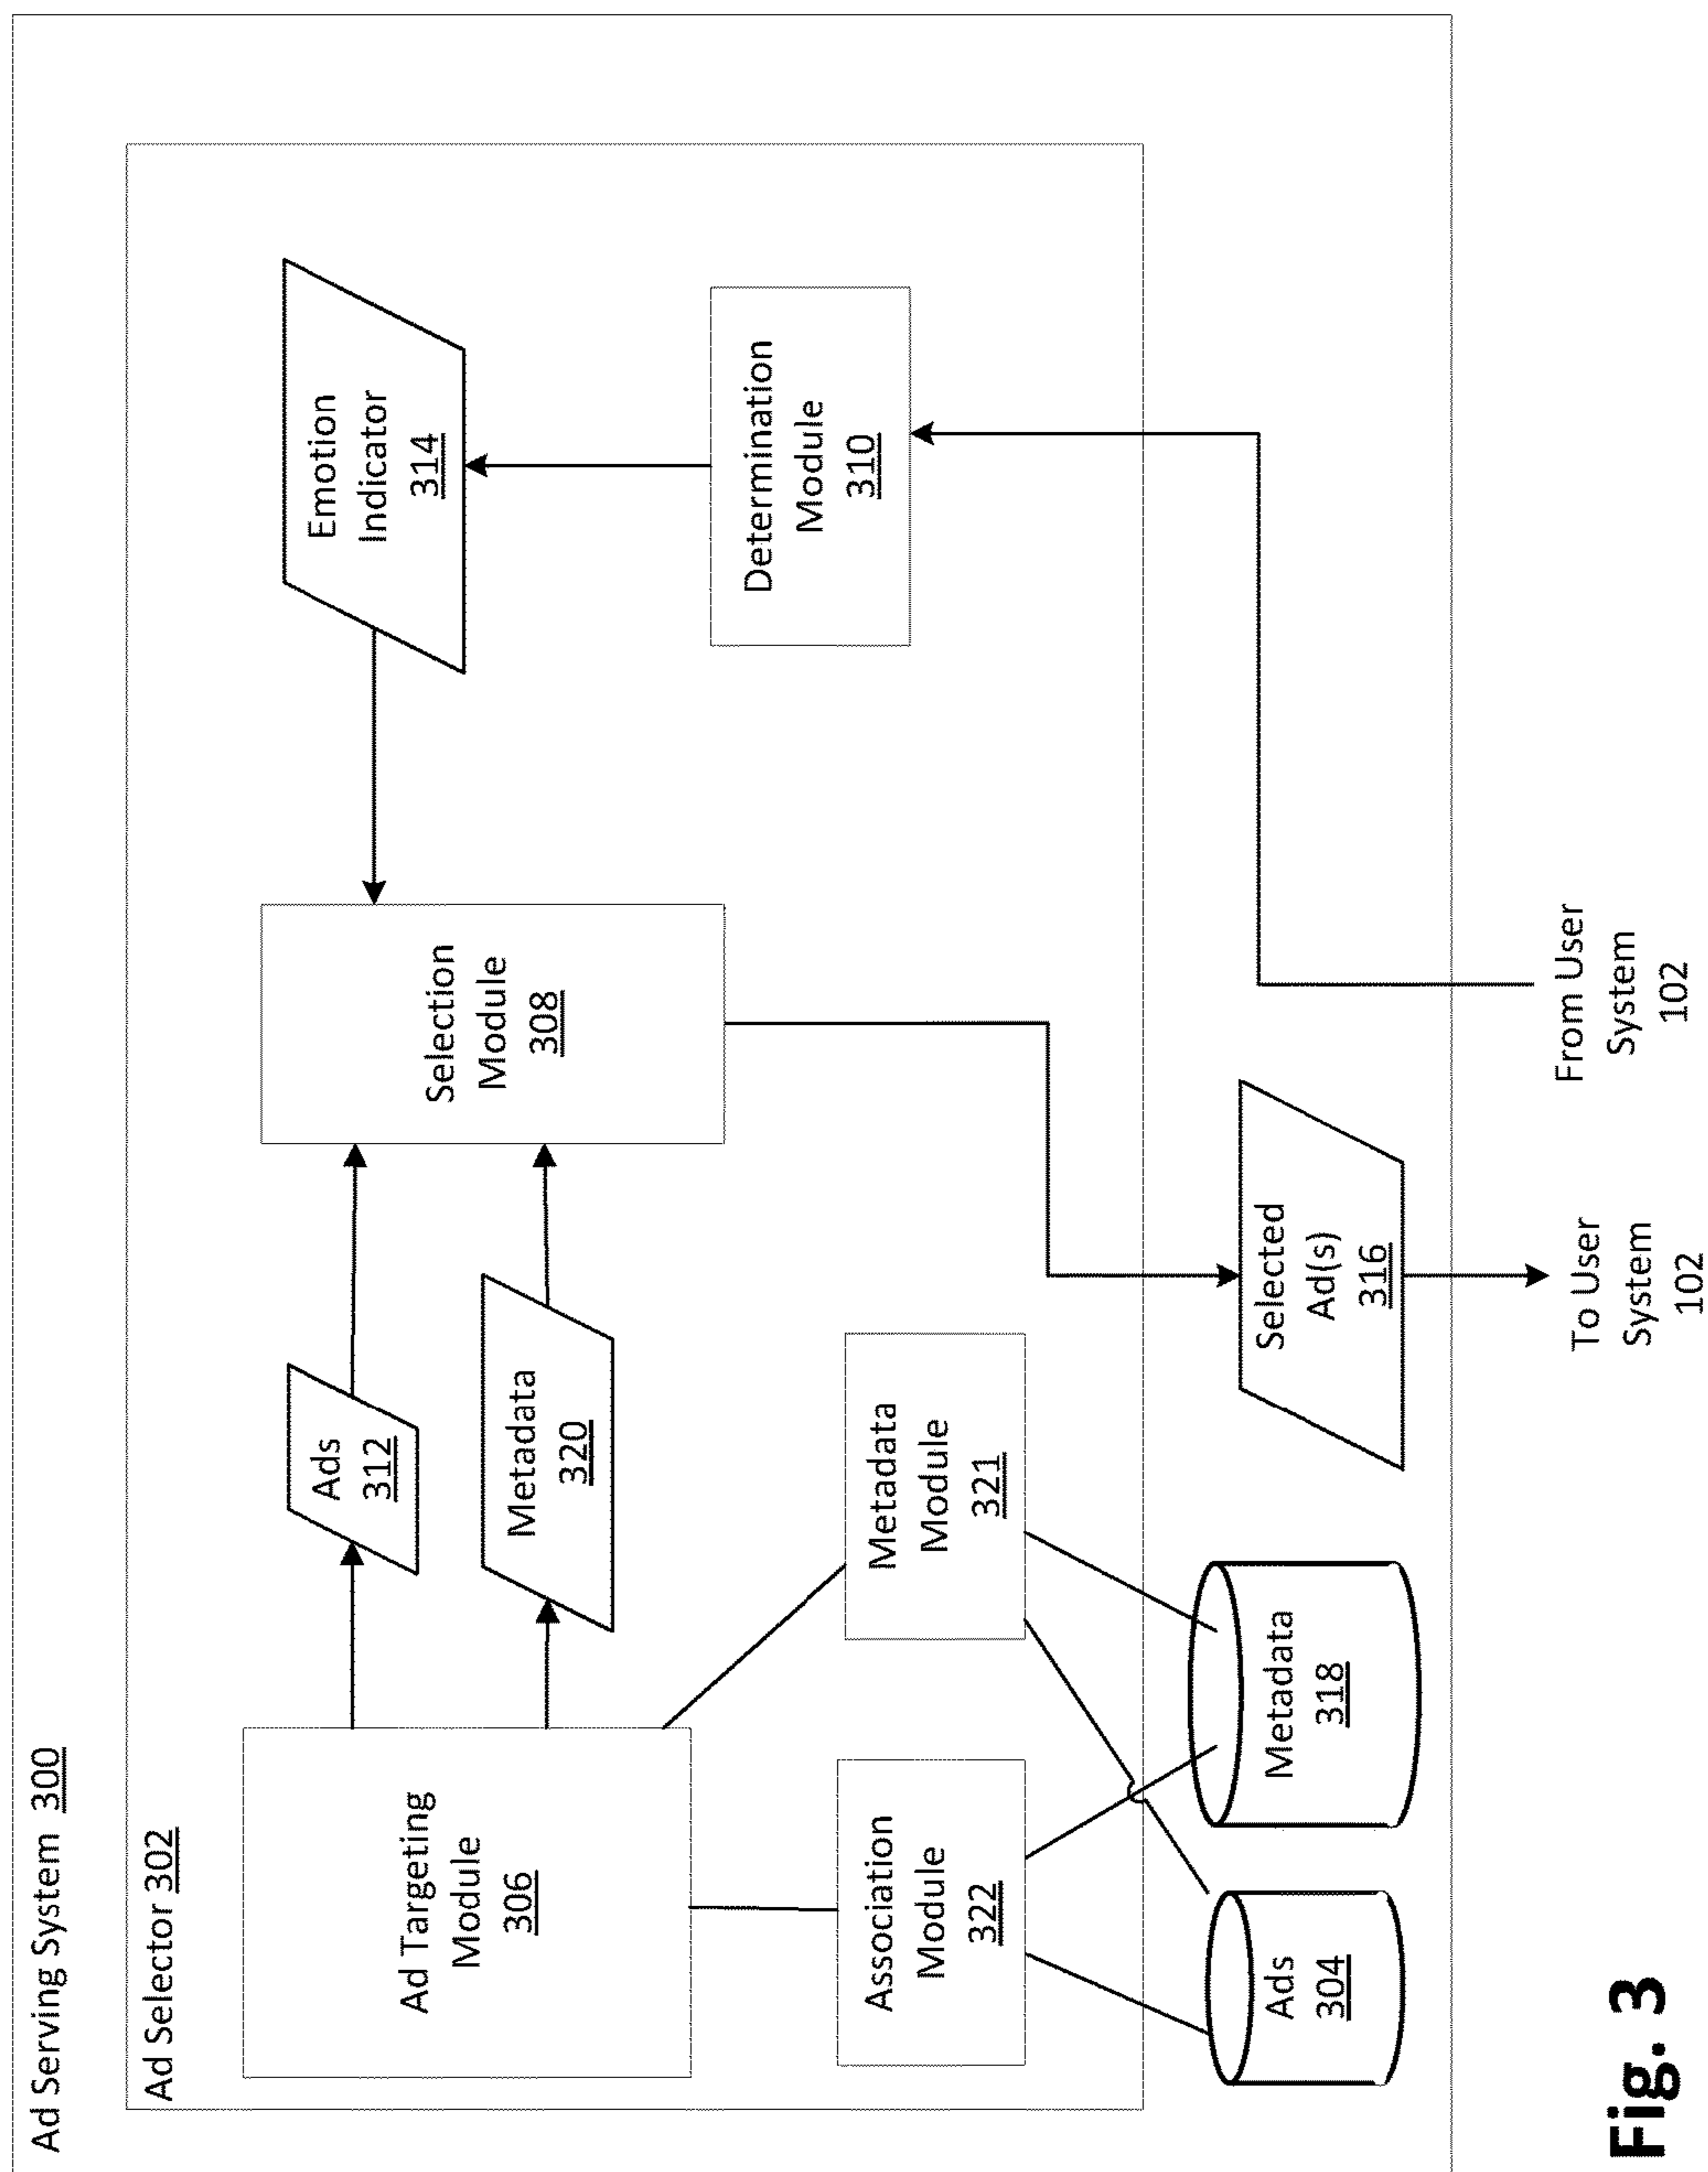 Ad Serving System 300
Ad Selector 302
Ad Targeting
Module
306
Ads
312
Metadata
320
Selection
Module
308
Emotion
Indicator
314
Association
Module
322
Metadata
Module
321
Determination
Module
310
Ads
304
Metadata
318
Selected
Ad(s)
316
To User
System
102
From User
System
102
Fig. 3